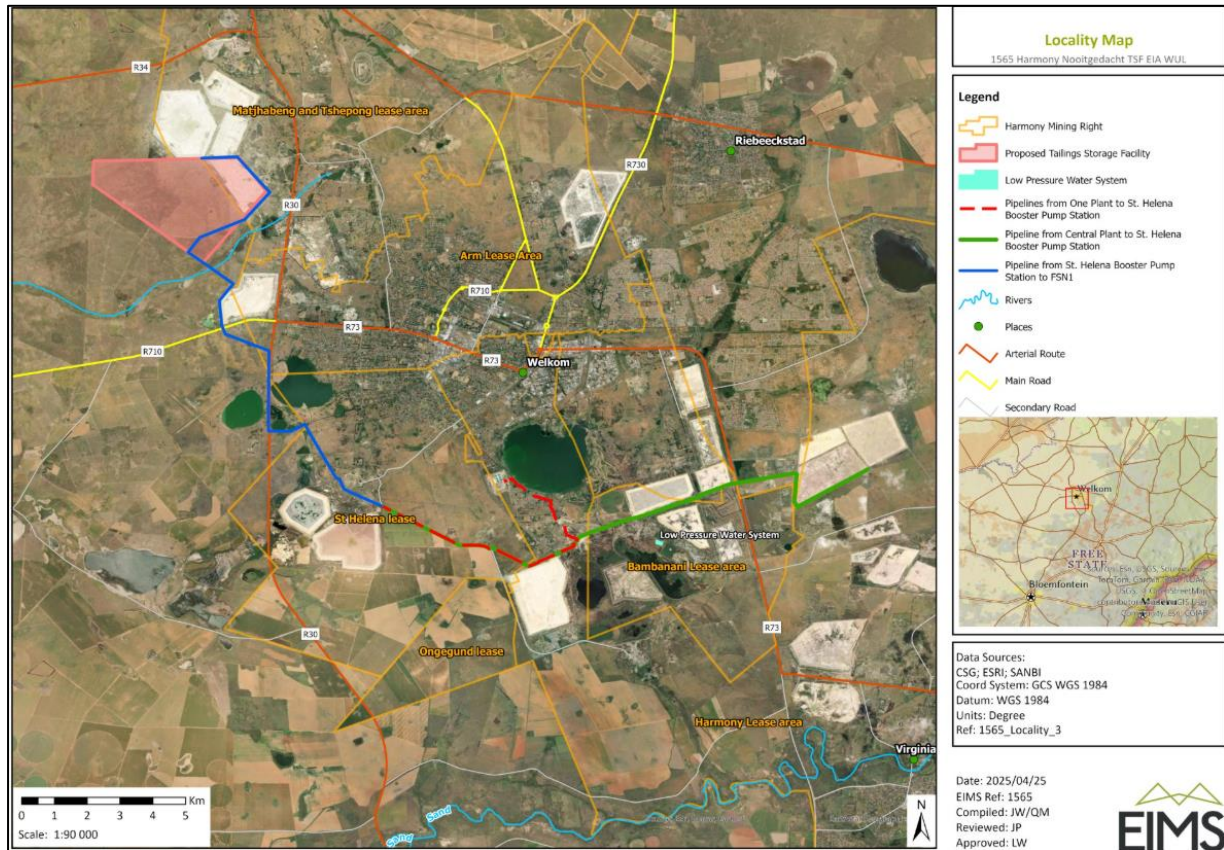 R34
Matjhabeng and Tshepong lease area
Riebeeckstad
R730
R30
Arm Lease Area
R710
R73
R710
R73
Welkom
St Helena lease
Low Pressure Water System
Bambanani Lease area
R30
Ongegund lease
R73
Harmony Lease area
Virginia
Sand
Sand
Km
0 1 2 3 4 5
Scale: 1:90 000
N
Locality Map
1565 Harmony Nooitgedacht TSF EIA WUL
Legend
Harmony Mining Right
Proposed Tailings Storage Facility
Low Pressure Water System
Pipelines from One Plant to St. Helena
Booster Pump Station
Pipeline from Central Plant to St. Helena
Booster Pump Station
Pipeline from St. Helena Booster Pump
Station to FSN1
Rivers
Places
Arterial Route
Main Road
Secondary Road
Welkom
FREE
STATE
Bloemfontein
Data Sources:
CSG; ESRI; SANBI
Coord System: GCS WGS 1984
Datum: WGS 1984
Units: Degree
Ref: 1565_Locality_3
Date: 2025/04/25
EIMS Ref: 1565
Compiled: JW/QM
Reviewed: JP
Approved: LW
EIMS